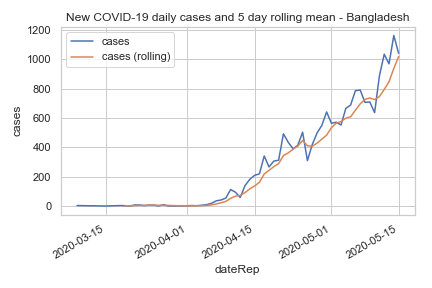 New COVID-19 daily cases and 5 day rolling mean - Bangladesh
1200
1000
800
600
400
200
0
cases
cases
cases (rolling)
2020-03-15
2020-04-01
2020-04-15
2020-05-01
2020-05-15
dateRep